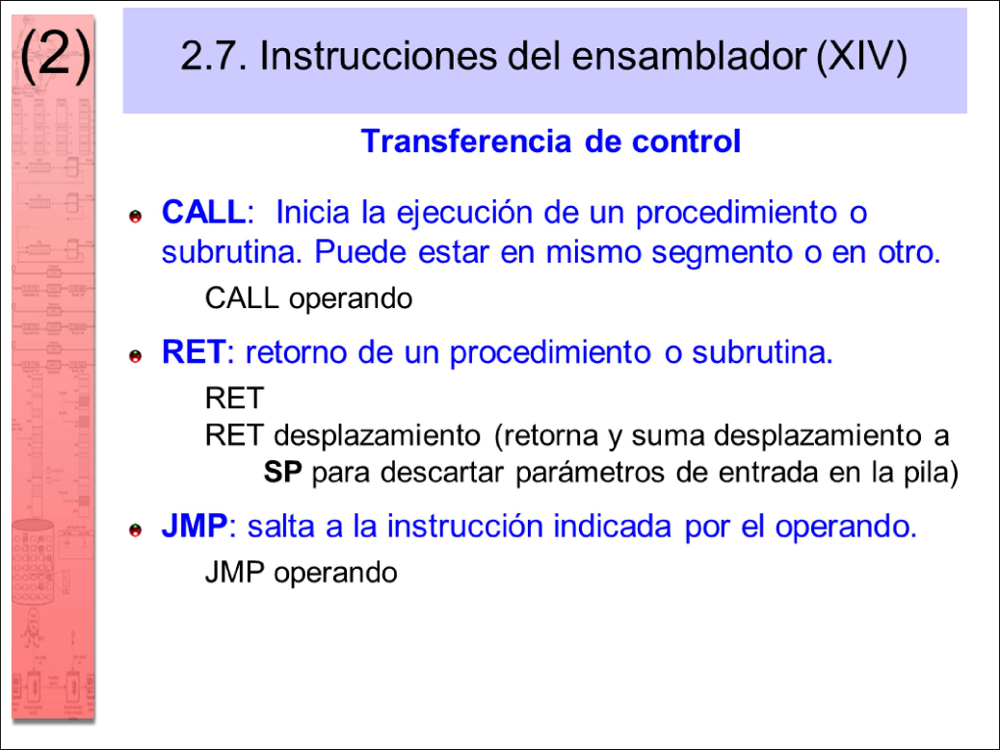 (2)
2.7. Instrucciones del ensamblador (XIV)
Transferencia de control
CALL: Inicia la ejecución de un procedimiento o
subrutina. Puede estar en mismo segmento o en otro.
CALL operando
RET: retorno de un procedimiento o subrutina.
RET
RET desplazamiento (retorna y suma desplazamiento a
SP para descartar parámetros de entrada en la pila)
JMP: salta a la instrucción indicada por el operando.
JMP operando